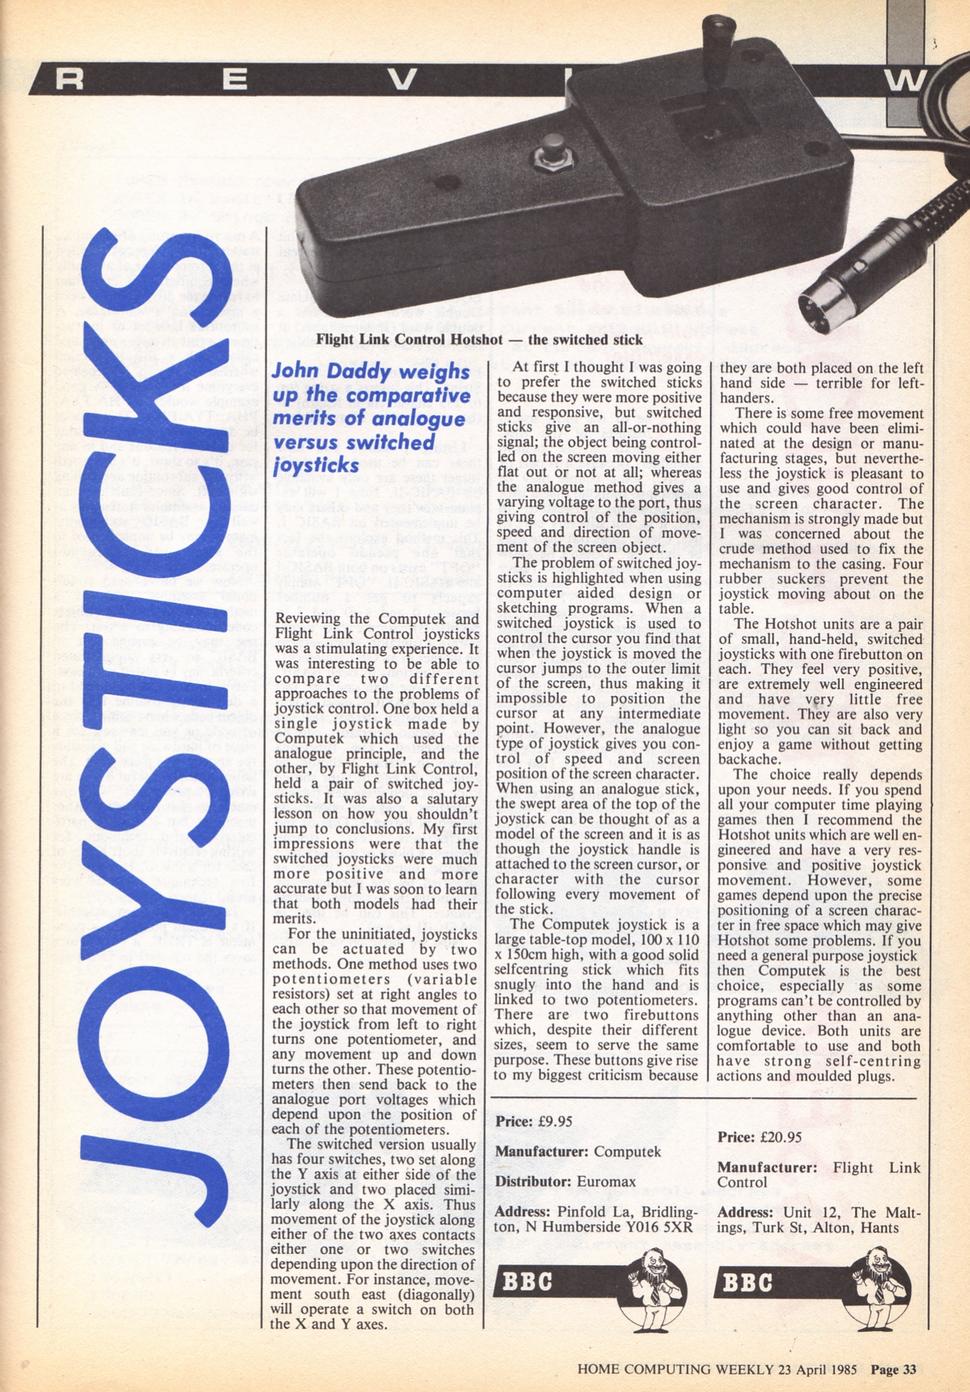 REVIEW
JOYSTICKS
Flight Link Control Hotshot — the switched stick
John Daddy weighs
up the comparative
merits of analogue
versus switched
joysticks
Reviewing the Computek and
Flight Link Control joysticks
was a stimulating experience. It
was interesting to be able to
compare two different
approaches to the problems of
joystick control. One box held a
single joystick made by
Computek which used the
analogue principle, and the
other, by Flight Link Control,
held a pair of switched joy-
sticks. It was also a salutary
lesson on how you shouldn't
jump to conclusions. My first
impressions were that the
switched joysticks were much
more positive and more
accurate but I was soon to learn
that both models had their
merits.
For the uninitiated, joysticks
can be actuated by two
methods. One method uses two
potentiometers (variable
resistors) set at right angles to
each other so that movement of
the joystick from left to right
turns one potentiometer, and
any movement up and down
turns the other. These potentio-
meters then send back to the
analogue port voltages which
depend upon the position of
each of the potentiometers.
The switched version usually
has four switches, two set along
the Y axis at either side of the
joystick and two placed simi-
larly along the X axis. Thus
movement of the joystick along
either of the two axes contacts
either one or two switches
depending upon the direction of
movement. For instance, move-
ment south east (diagonally)
will operate a switch on both
the X and Y axes.
At first I thought I was going
to prefer the switched sticks
because they were more positive
and responsive, but switched
sticks give an all-or-nothing
signal; the object being control-
led on the screen moving either
flat out or not at all; whereas
the analogue method gives a
varying voltage to the port, thus
giving control of the position,
speed and direction of move-
ment of the screen object.
The problem of switched joy-
sticks is highlighted when using
computer aided design or
sketching programs. When a
switched joystick is used to
control the cursor you find that
when the joystick is moved the
cursor jumps to the outer limit
of the screen, thus making it
impossible to position the
cursor at any intermediate
point. However, the analogue
type of joystick gives you con-
trol of speed and screen
position of the screen character.
When using an analogue stick,
the swept area of the top of the
joystick can be thought of as a
model of the screen and it is as
though the joystick handle is
attached to the screen cursor, or
character with the cursor
following every movement of
the stick.
The Computek joystick is a
large table-top model, 100 x 110
x 150cm high, with a good solid
selfcentring stick which fits
snugly into the hand and is
linked to two potentiometers.
There are two firebuttons
which, despite their different
sizes, seem to serve the same
purpose. These buttons give rise
to my biggest criticism because
they are both placed on the left
hand side — terrible for left-
handers.
There is some free movement
which could have been elimi-
nated at the design or manu-
facturing stages, but neverthe-
less the joystick is pleasant to
use and gives good control of
the screen character. The
mechanism is strongly made but
I was concerned about the
crude method used to fix the
mechanism to the casing. Four
rubber suckers prevent the
joystick moving about on the
table.
The Hotshot units are a pair
of small, hand-held, switched
joysticks with one firebutton on
each. They feel very positive,
are extremely well engineered
and have very little free
movement. They are also very
light so you can sit back and
enjoy a game without getting
backache.
The choice really depends
upon your needs. If you spend
all your computer time playing
games then I recommend the
Hotshot units which are well en-
gineered and have a very res-
ponsive and positive joystick
movement. However, some
games depend upon the precise
positioning of a screen charac-
ter in free space which may give
Hotshot some problems. If you
need a general purpose joystick
then Computek is the best
choice, especially as some
programs can't be controlled by
anything other than an ana-
logue device. Both units are
comfortable to use and both
have strong self-centring
actions and moulded plugs.
Price: £9.95
Manufacturer: Computek
Distributor: Euromax
Address: Pinfold La, Bridling-
ton, N Humberside Y016 5XR
BBC
Price: £20.95
Manufacturer: Flight Link
Control
Address: Unit 12, The Malt-
ings, Turk St, Alton, Hants
BBC
HOME COMPUTING WEEKLY 23 April 1985 Page 33